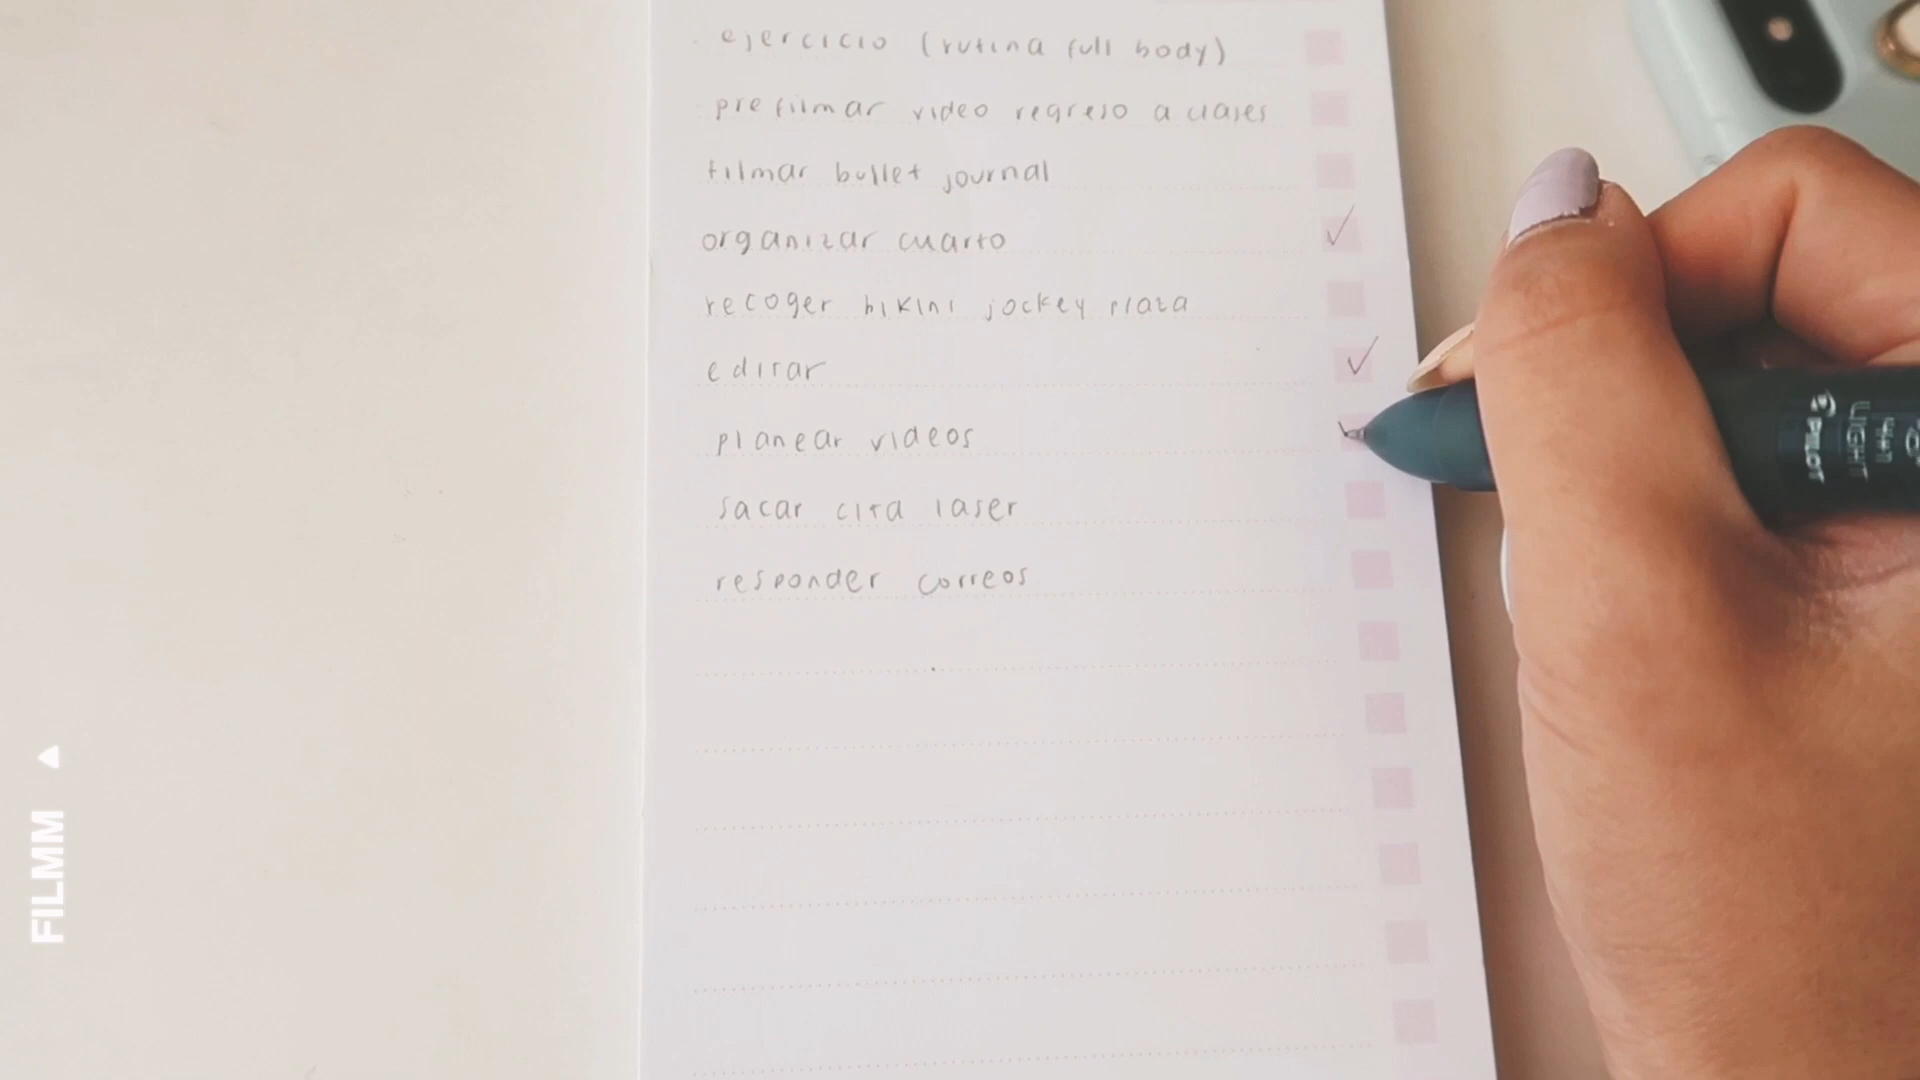 ejercicio (rutina full body)
prefilmar video regreso a clases
filmar bullet journal
organizar cuarto
recoger bikini jockey plaza
editar
planear videos
sacar cita laser
responder correos
PILOT
LIGHT
FILMM